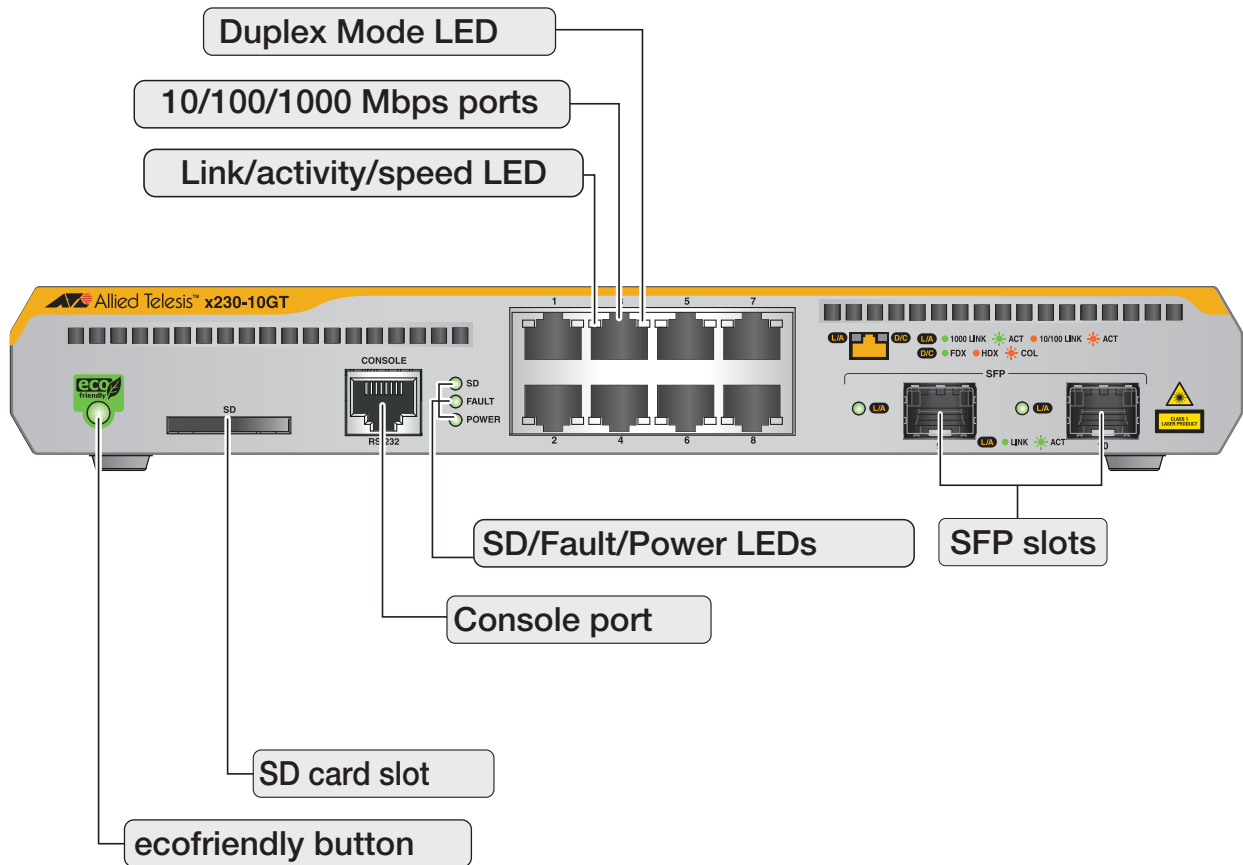 Duplex Mode LED
10/100/1000 Mbps ports
Link/activity/speed LED
Allied Telesis™ x230-10GT
1 3 5 7
L/A D/C L/A 1000 LINK ACT 10/100 LINK ACT
D/C FDX HDX COL
CONSOLE
SFP
eco
friendly
SD
FAULT
POWER
SD
L/A
L/A
CLASS 1
LASER PRODUCT
RS-232
2 4 6 8
L/A LINK ACT
SD/Fault/Power LEDs
SFP slots
Console port
SD card slot
ecofriendly button